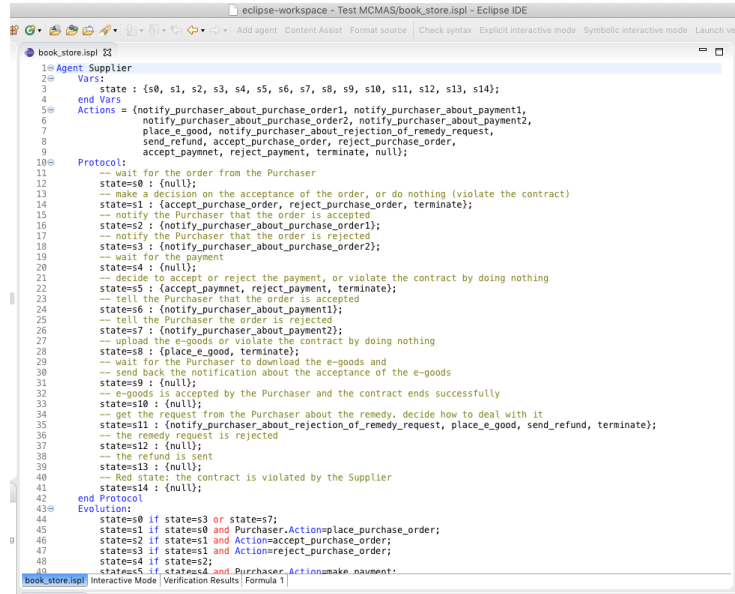 eclipse-workspace - Test MCMAS/book_store.ispl - Eclipse IDE
Add agent Content Assist Format source Check syntax Explicit interactive mode Symbolic interactive mode Launch ve
book_store.ispl
1 Agent Supplier
2 Vars:
3 state : {s0, s1, s2, s3, s4, s5, s6, s7, s8, s9, s10, s11, s12, s13, s14};
4 end Vars
5 Actions = {notify_purchaser_about_purchase_order1, notify_purchaser_about_payment1,
6 notify_purchaser_about_purchase_order2, notify_purchaser_about_payment2,
7 place_e_good, notify_purchaser_about_rejection_of_remedy_request,
8 send_refund, accept_purchase_order, reject_purchase_order,
9 accept_paymnet, reject_payment, terminate, null};
10 Protocol:
11 -- wait for the order from the Purchaser
12 state=s0 : {null};
13 -- make a decision on the acceptance of the order, or do nothing (violate the contract)
14 state=s1 : {accept_purchase_order, reject_purchase_order, terminate};
15 -- notify the Purchaser that the order is accepted
16 state=s2 : {notify_purchaser_about_purchase_order1};
17 -- notify the Purchaser that the order is rejected
18 state=s3 : {notify_purchaser_about_purchase_order2};
19 -- wait for the payment
20 state=s4 : {null};
21 -- decide to accept or reject the payment, or violate the contract by doing nothing
22 state=s5 : {accept_paymnet, reject_payment, terminate};
23 -- tell the Purchaser that the order is accepted
24 state=s6 : {notify_purchaser_about_payment1};
25 -- tell the Purchaser the order is rejected
26 state=s7 : {notify_purchaser_about_payment2};
27 -- upload the e-goods or violate the contract by doing nothing
28 state=s8 : {place_e_good, terminate};
29 -- wait for the Purchaser to download the e-goods and
30 -- send back the notification about the acceptance of the e-goods
31 state=s9 : {null};
32 -- e-goods is accepted by the Purchaser and the contract ends successfully
33 state=s10 : {null};
34 -- get the request from the Purchaser about the remedy. decide how to deal with it
35 state=s11 : {notify_purchaser_about_rejection_of_remedy_request, place_e_good, send_refund, terminate};
36 -- the remedy request is rejected
37 state=s12 : {null};
38 -- the refund is sent
39 state=s13 : {null};
40 -- Red state: the contract is violated by the Supplier
41 state=s14 : {null};
42 end Protocol
43 Evolution:
44 state=s0 if state=s3 or state=s7;
45 state=s1 if state=s0 and Purchaser.Action=place_purchase_order;
46 state=s2 if state=s1 and Action=accept_purchase_order;
47 state=s3 if state=s1 and Action=reject_purchase_order;
48 state=s4 if state=s2;
49 state=s5 if state=s4 and Purchaser.Action=make_payment;
book_store.ispl Interactive Mode Verification Results Formula 1